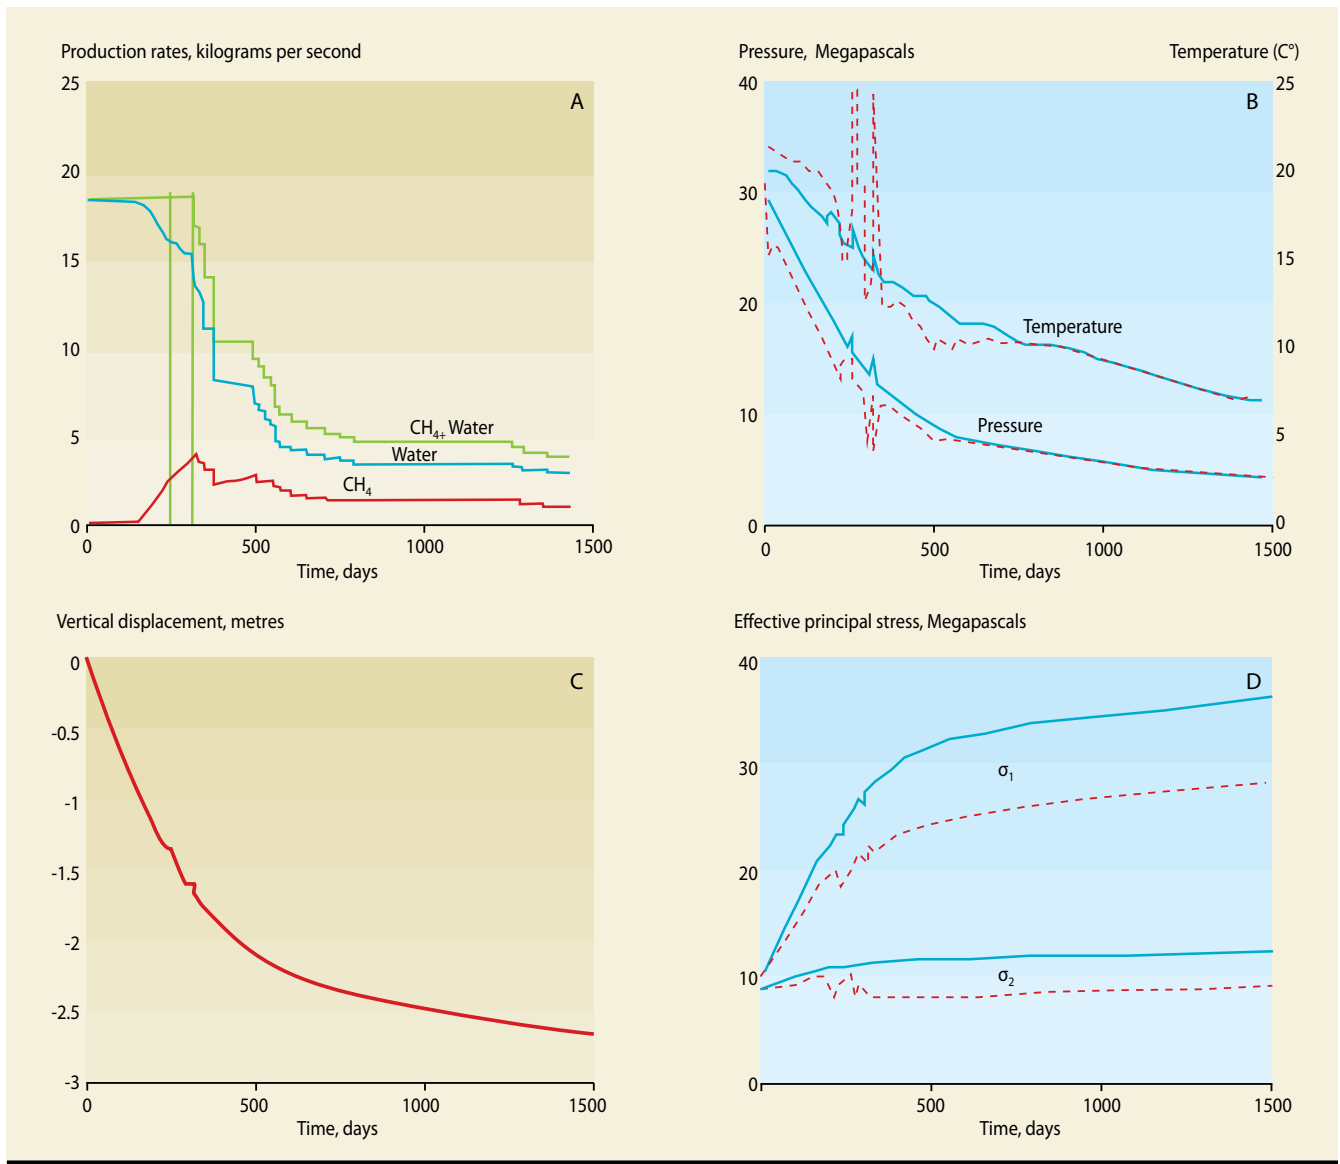 Production rates, kilograms per second
25
20
15
10
5
0
A
CH4+ Water
Water
CH4
0
500
1000
1500
Time, days
Pressure, Megapascals
Temperature (C°)
40
30
20
10
0
B
25
20
15
10
5
0
Temperature
Pressure
0
500
1000
1500
Time, days
Vertical displacement, metres
0
-0.5
-1
-1.5
-2
-2.5
-3
C
0
500
1000
1500
Time, days
Effective principal stress, Megapascals
40
30
20
10
0
D
σ1
σ2
500
1000
1500
Time, days